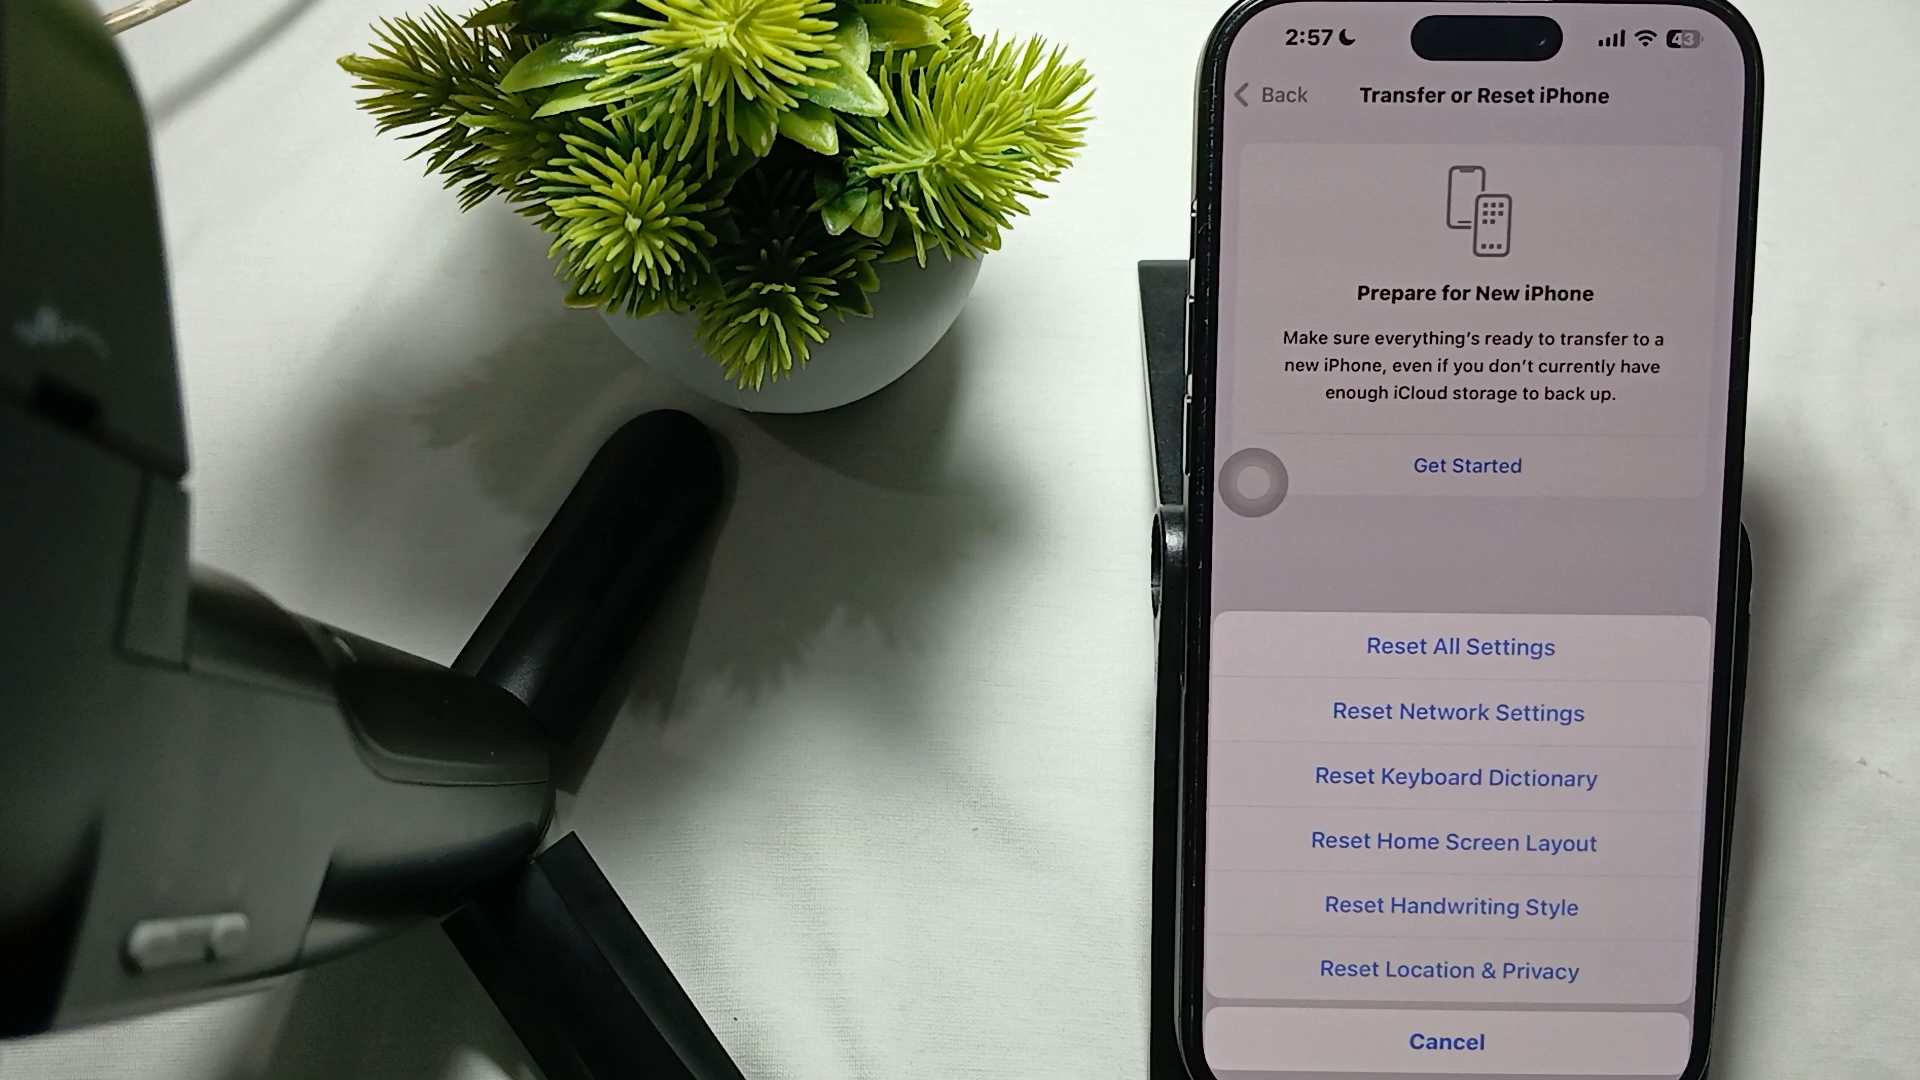 2:57
43
Back
Transfer or Reset iPhone
Prepare for New iPhone
Make sure everything's ready to transfer to a
new iPhone, even if you don't currently have
enough iCloud storage to back up.
Get Started
Reset All Settings
Reset Network Settings
Reset Keyboard Dictionary
Reset Home Screen Layout
Reset Handwriting Style
Reset Location & Privacy
Cancel